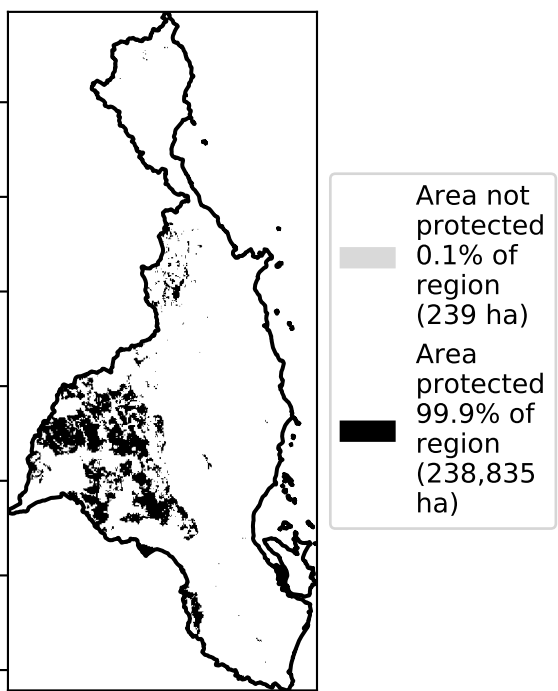 Area not
protected
0.1% of
region
(239 ha)
Area
protected
99.9% of
region
(238,835
ha)